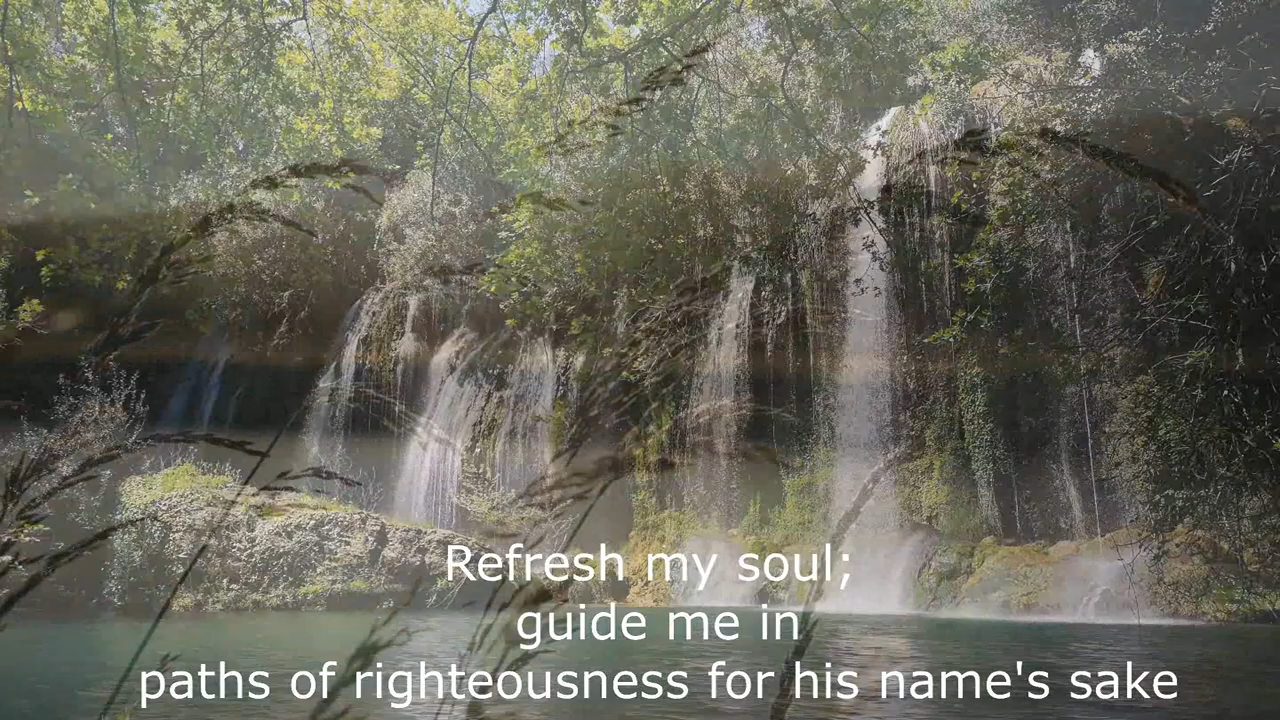 Refresh my soul;
guide me in
paths of righteousness for his name's sake